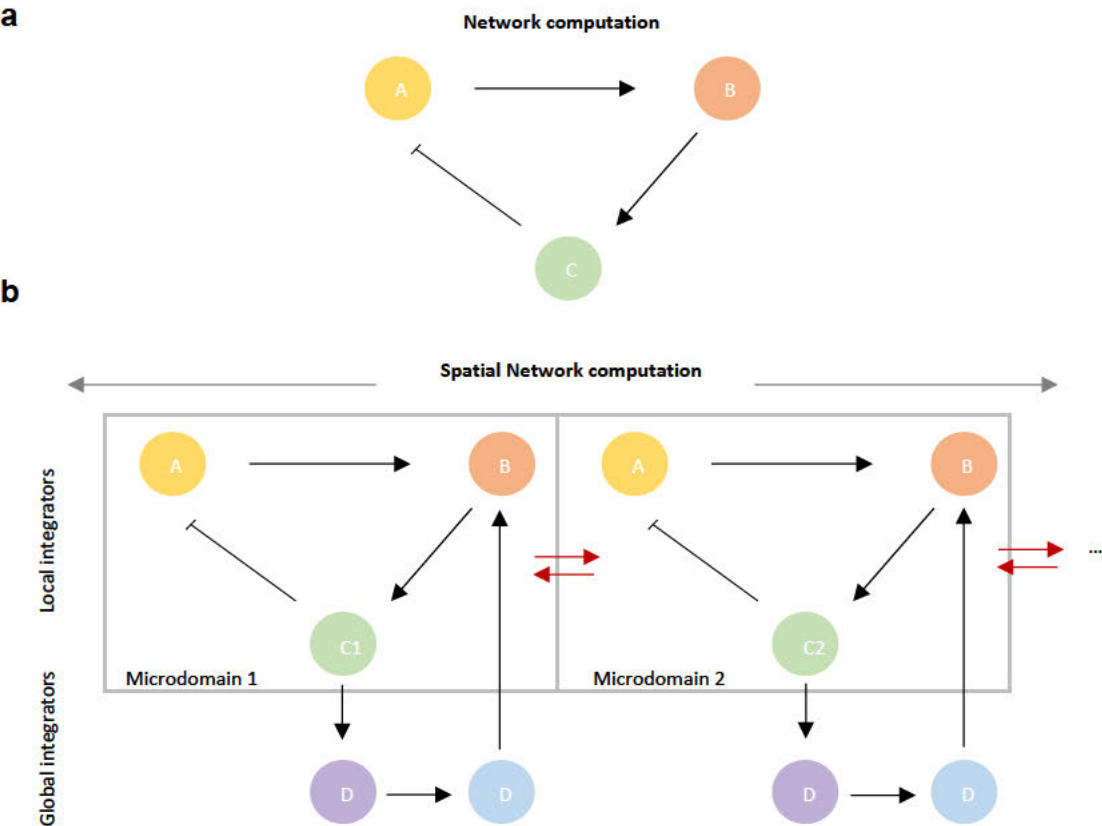 a
Network computation
A
B
C
b
Spatial Network computation
Local integrators
A
B
A
B
...
C1
C2
Microdomain 1
Microdomain 2
Global integrators
D
D
D
D